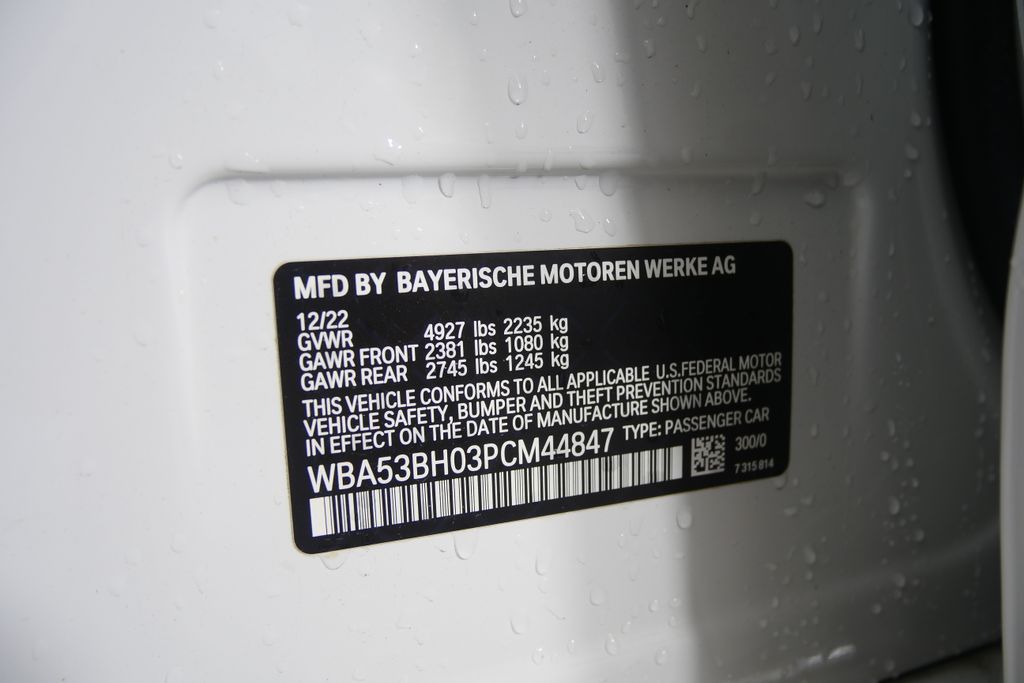 MFD BY BAYERISCHE MOTOREN WERKE AG
12/22
GVWR 4927 lbs 2235 kg
GAWR FRONT 2381 lbs 1080 kg
GAWR REAR 2745 lbs 1245 kg
THIS VEHICLE CONFORMS TO ALL APPLICABLE U.S.FEDERAL MOTOR
VEHICLE SAFETY, BUMPER AND THEFT PREVENTION STANDARDS
IN EFFECT ON THE DATE OF MANUFACTURE SHOWN ABOVE.
WBA53BH03PCM44847 TYPE: PASSENGER CAR
300/0
7 315 814